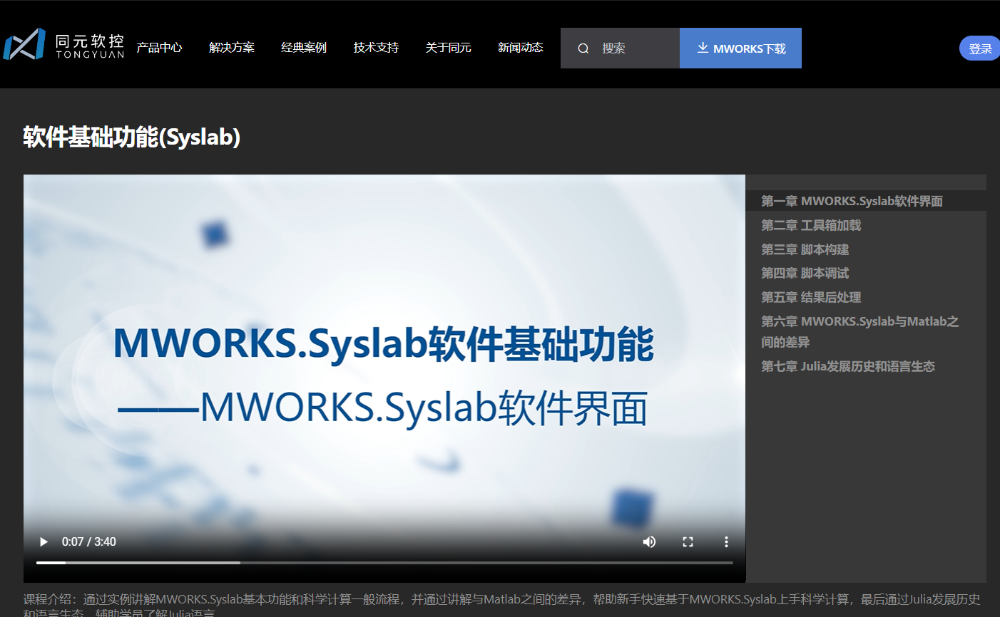 同元软控
TONGYUAN
产品中心
解决方案
经典案例
技术支持
关于同元
新闻动态
搜索
MWORKS下载
登录
软件基础功能(Syslab)
MWORKS.Syslab软件基础功能
——MWORKS.Syslab软件界面
0:07 / 3:40
第一章 MWORKS.Syslab软件界面
第二章 工具箱加载
第三章 脚本构建
第四章 脚本调试
第五章 结果后处理
第六章 MWORKS.Syslab与Matlab之
间的差异
第七章 Julia发展历史和语言生态
课程介绍：通过实例讲解MWORKS.Syslab基本功能和科学计算一般流程，并通过讲解与Matlab之间的差异，帮助新手快速基于MWORKS.Syslab上手科学计算，最后通过Julia发展历史
和语言生态，辅助学员了解Julia语言